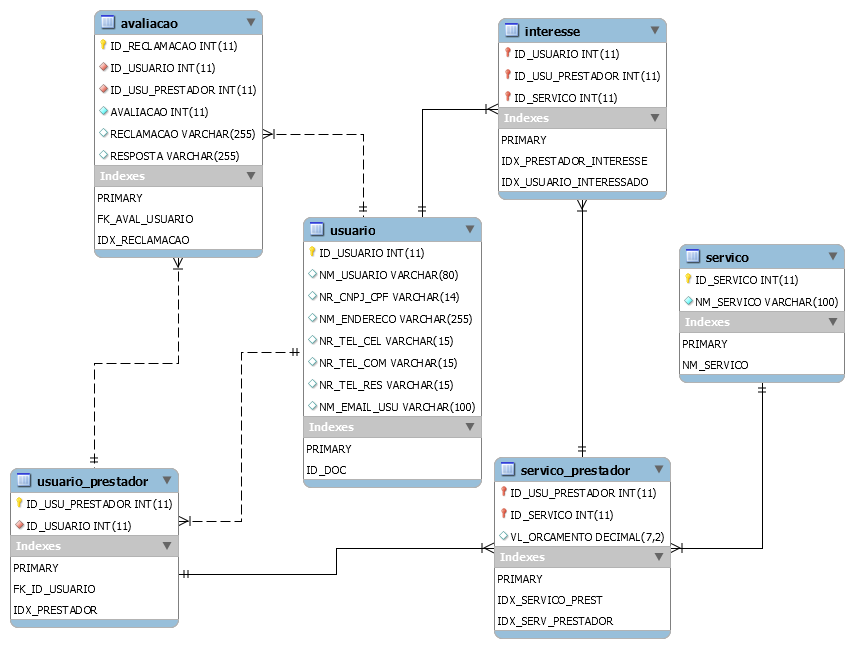 avaliacao
ID_RECLAMACAO INT(11)
ID_USUARIO INT(11)
ID_USU_PRESTADOR INT(11)
AVALIACAO INT(11)
RECLAMACAO VARCHAR(255)
RESPOSTA VARCHAR(255)
Indexes
PRIMARY
FK_AVAL_USUARIO
IDX_RECLAMACAO
interesse
ID_USUARIO INT(11)
ID_USU_PRESTADOR INT(11)
ID_SERVICO INT(11)
Indexes
PRIMARY
IDX_PRESTADOR_INTERESSE
IDX_USUARIO_INTERESSADO
usuario
ID_USUARIO INT(11)
NM_USUARIO VARCHAR(80)
NR_CNPJ_CPF VARCHAR(14)
NM_ENDERECO VARCHAR(255)
NR_TEL_CEL VARCHAR(15)
NR_TEL_COM VARCHAR(15)
NR_TEL_RES VARCHAR(15)
NM_EMAIL_USU VARCHAR(100)
Indexes
PRIMARY
ID_DOC
servico
ID_SERVICO INT(11)
NM_SERVICO VARCHAR(100)
Indexes
PRIMARY
NM_SERVICO
usuario_prestador
ID_USU_PRESTADOR INT(11)
ID_USUARIO INT(11)
Indexes
PRIMARY
FK_ID_USUARIO
IDX_PRESTADOR
servico_prestador
ID_USU_PRESTADOR INT(11)
ID_SERVICO INT(11)
VL_ORCAMENTO DECIMAL(7,2)
Indexes
PRIMARY
IDX_SERVICO_PREST
IDX_SERV_PRESTADOR